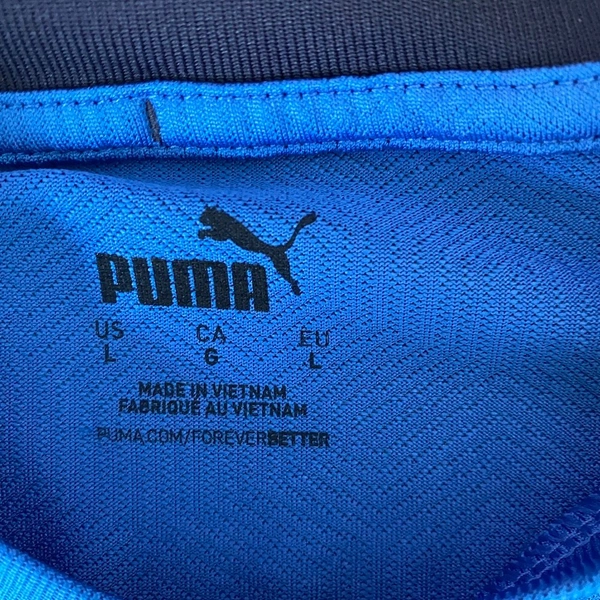 PUMA
US CA EU
L G L
MADE IN VIETNAM
FABRIQUÉ AU VIETNAM
PUMA.COM/FOREVERBETTER